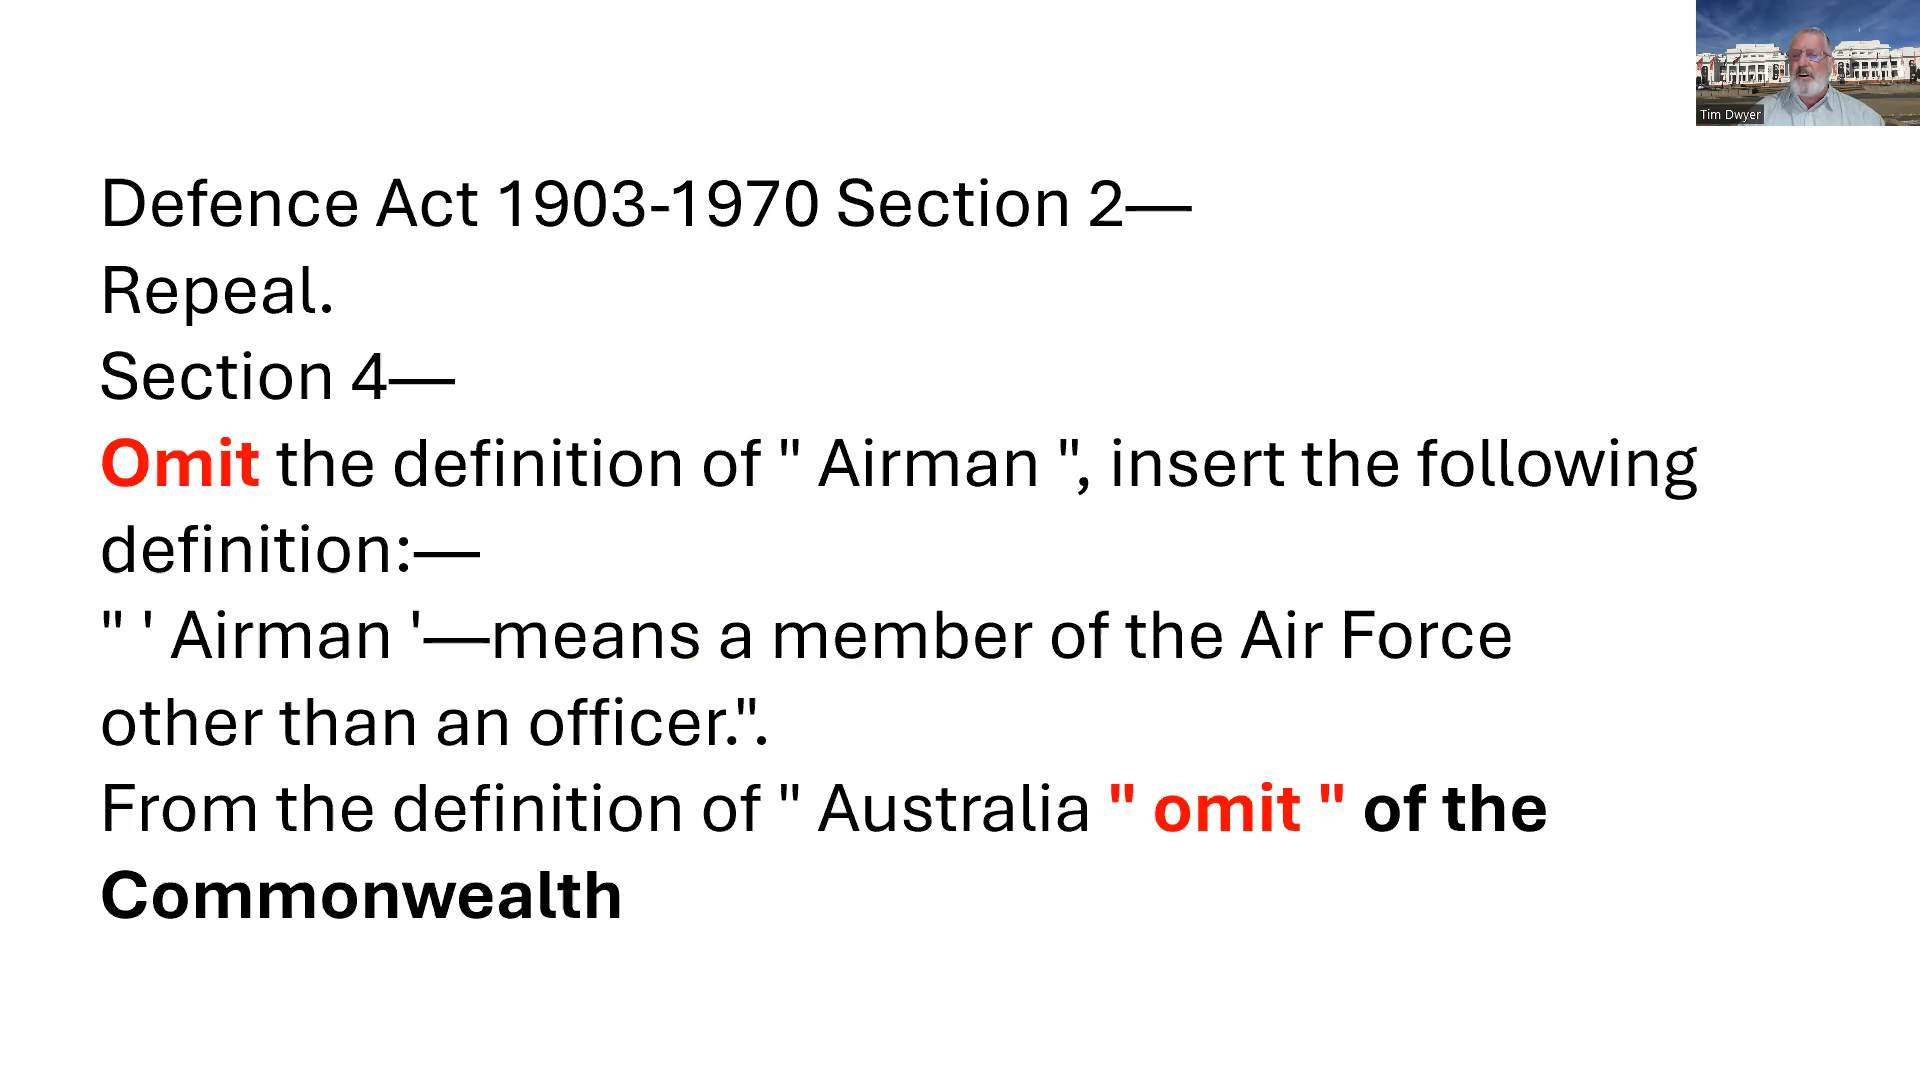 Tim Dwyer
Defence Act 1903-1970 Section 2—
Repeal.
Section 4—
Omit the definition of " Airman ", insert the following
definition:—
" ' Airman '—means a member of the Air Force
other than an officer.".
From the definition of " Australia " omit " of the
Commonwealth